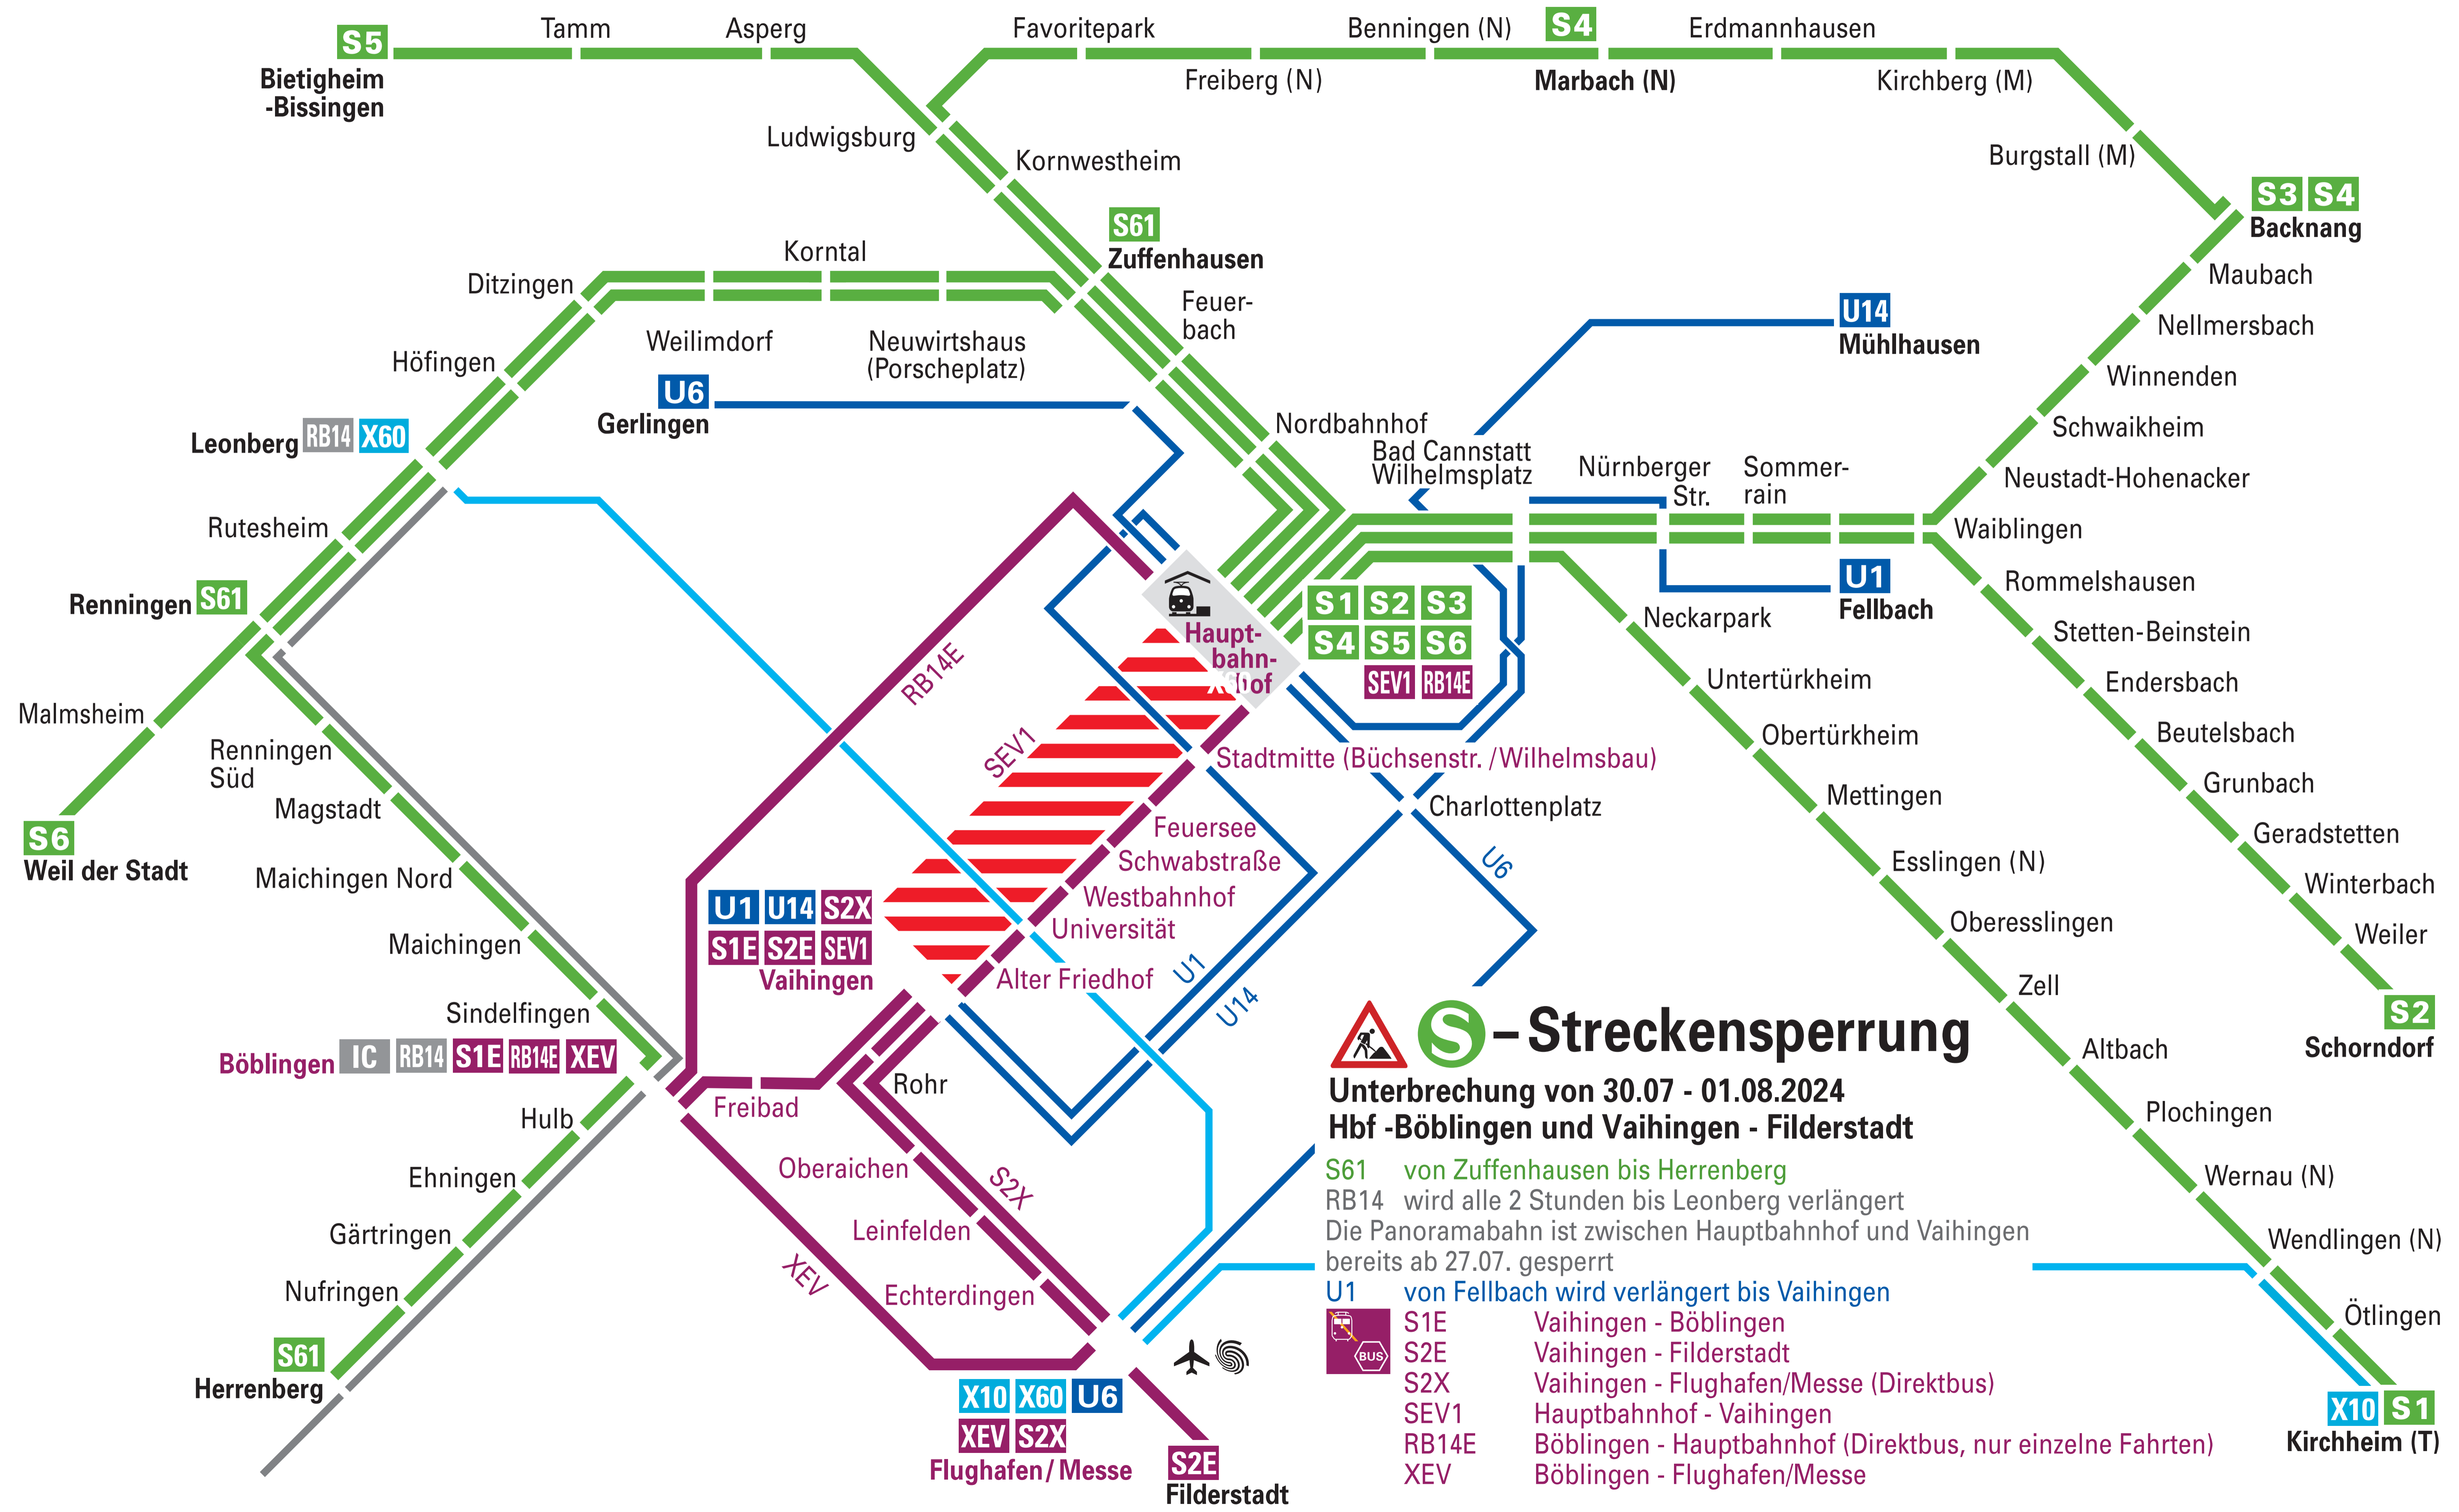 S5
Bietigheim
-Bissingen
Tamm
Asperg
Favoritepark
Freiberg (N)
Benningen (N)
S4
Marbach (N)
Erdmannhausen
Kirchberg (M)
Burgstall (M)
S3 S4
Backnang
Ludwigsburg
Kornwestheim
S61
Zuffenhausen
Feuer-
bach
Korntal
Ditzingen
Weilimdorf
Neuwirtshaus
(Porscheplatz)
Höfingen
U6
Gerlingen
Leonberg RB14 X60
Nordbahnhof
Bad Cannstatt
Wilhelmsplatz
Nürnberger
Str.
Sommer-
rain
U14
Mühlhausen
Maubach
Nellmersbach
Winnenden
Schwaikheim
Neustadt-Hohenacker
Waiblingen
Rutesheim
Renningen S61
Malmsheim
S6
Weil der Stadt
Renningen
Süd
Magstadt
Maichingen Nord
Maichingen
Sindelfingen
Böblingen IC RB14 S1E RB14E XEV
Hulb
Ehningen
Gärtringen
Nufringen
S61
Herrenberg
RB14E
SEV1
Haupt-
bahn-
hof
X60
S1 S2 S3
S4 S5 S6
SEV1 RB14E
U1
Fellbach
Neckarpark
Untertürkheim
Obertürkheim
Mettingen
Esslingen (N)
Oberesslingen
Zell
Altbach
Plochingen
Wernau (N)
Wendlingen (N)
Ötlingen
X10 S1
Kirchheim (T)
Rommelshausen
Stetten-Beinstein
Endersbach
Beutelsbach
Grunbach
Geradstetten
Winterbach
Weiler
S2
Schorndorf
Stadtmitte (Büchsenstr. /Wilhelmsbau)
Charlottenplatz
Feuersee
Schwabstraße
Westbahnhof
Universität
Alter Friedhof
U6
U1
U14
U1 U14 S2X
S1E S2E SEV1
Vaihingen
Freibad
Rohr
Oberaichen
Leinfelden
Echterdingen
S2X
XEV
X10 X60 U6
XEV S2X
Flughafen/Messe
S2E
Filderstadt
S – Streckensperrung
Unterbrechung von 30.07 - 01.08.2024
Hbf -Böblingen und Vaihingen - Filderstadt
S61 von Zuffenhausen bis Herrenberg
RB14 wird alle 2 Stunden bis Leonberg verlängert
Die Panoramabahn ist zwischen Hauptbahnhof und Vaihingen
bereits ab 27.07. gesperrt
U1 von Fellbach wird verlängert bis Vaihingen
BUS
S1E Vaihingen - Böblingen
S2E Vaihingen - Filderstadt
S2X Vaihingen - Flughafen/Messe (Direktbus)
SEV1 Hauptbahnhof - Vaihingen
RB14E Böblingen - Hauptbahnhof (Direktbus, nur einzelne Fahrten)
XEV Böblingen - Flughafen/Messe